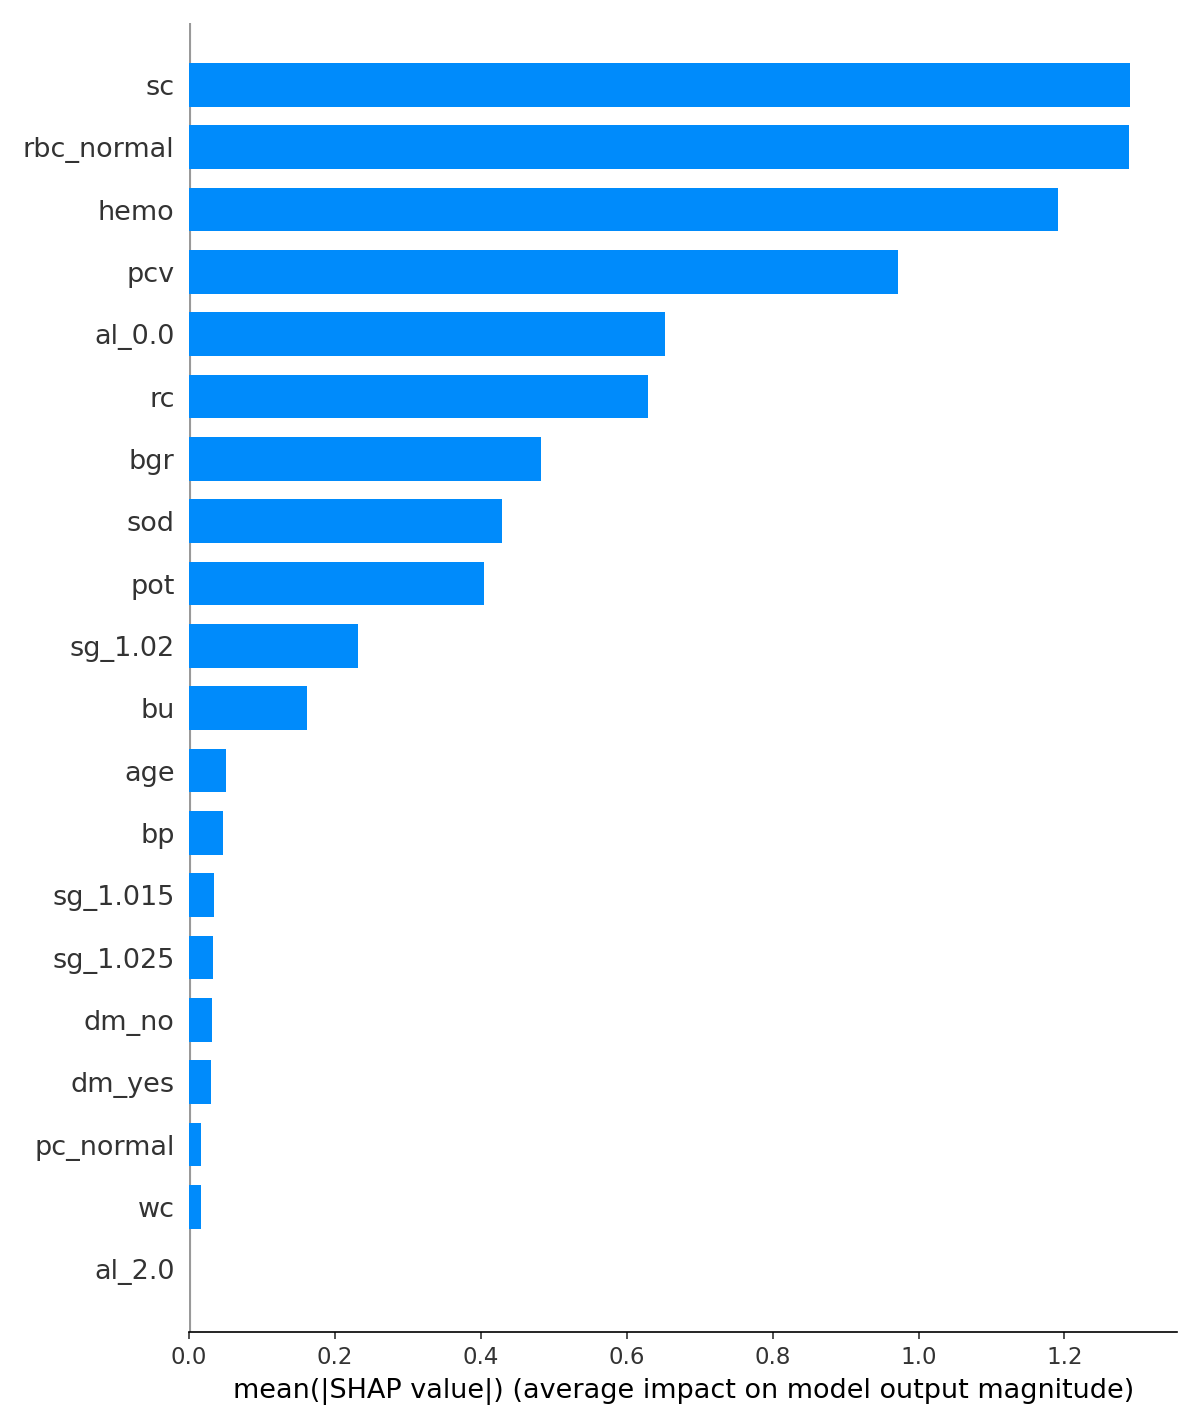 sc
rbc_normal
hemo
pcv
al_0.0
rc
bgr
sod
pot
sg_1.02
bu
age
bp
sg_1.015
sg_1.025
dm_no
dm_yes
pc_normal
wc
al_2.0
0.0 0.2 0.4 0.6 0.8 1.0 1.2
mean(|SHAP value|) (average impact on model output magnitude)